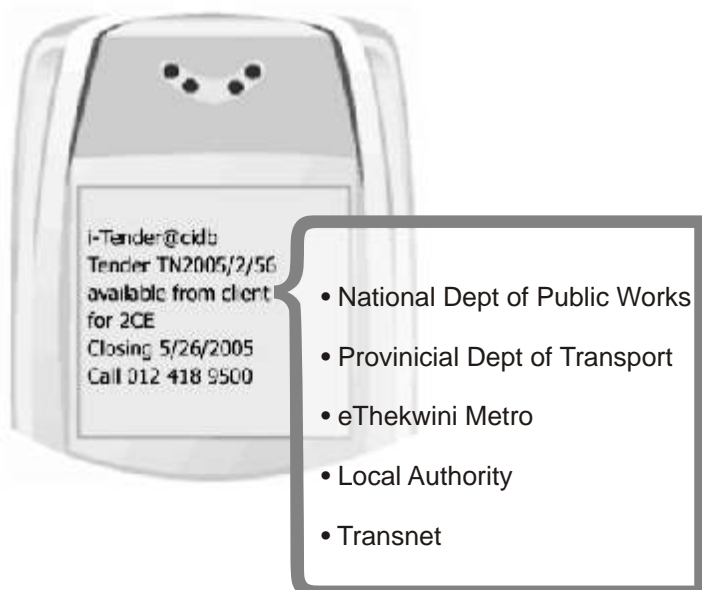 i-Tender@cidb
Tender TN2005/2/56
available from client
for 2CE
Closing 5/26/2005
Call 012 418 9500
• National Dept of Public Works
• Provinicial Dept of Transport
• eThekwini Metro
• Local Authority
• Transnet